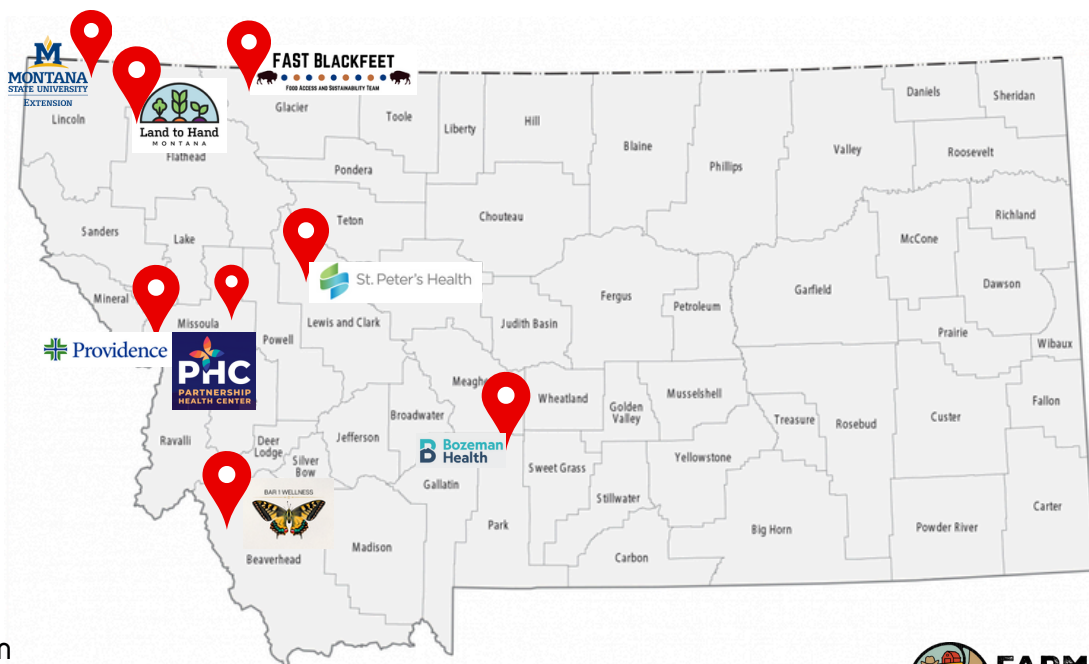 MONTANA
STATE UNIVERSITY
EXTENSION
FAST BLACKFEET
FOOD ACCESS AND SUSTAINABILITY TEAM
Land to Hand
MONTANA
Lincoln
Flathead
Glacier
Toole
Liberty
Hill
Blaine
Phillips
Valley
Daniels
Sheridan
Roosevelt
Pondera
Teton
Chouteau
Richland
McCone
Dawson
Sanders
Lake
St. Peter's Health
Mineral
Missoula
Powell
Lewis and Clark
Judith Basin
Fergus
Petroleum
Garfield
Prairie
Wibaux
Providence
PHC
PARTNERSHIP
HEALTH CENTER
Meaghe
Wheatland
Golden
Valley
Musselshell
Treasure
Rosebud
Custer
Fallon
Broadwater
Ravalli
Deer
Lodge
Silver
Bow
Jefferson
Bozeman
Health
Gallatin
Sweet Grass
Yellowstone
Stillwater
BAR 1 WELLNESS
Beaverhead
Madison
Park
Carbon
Big Horn
Powder River
Carter
n
FARM